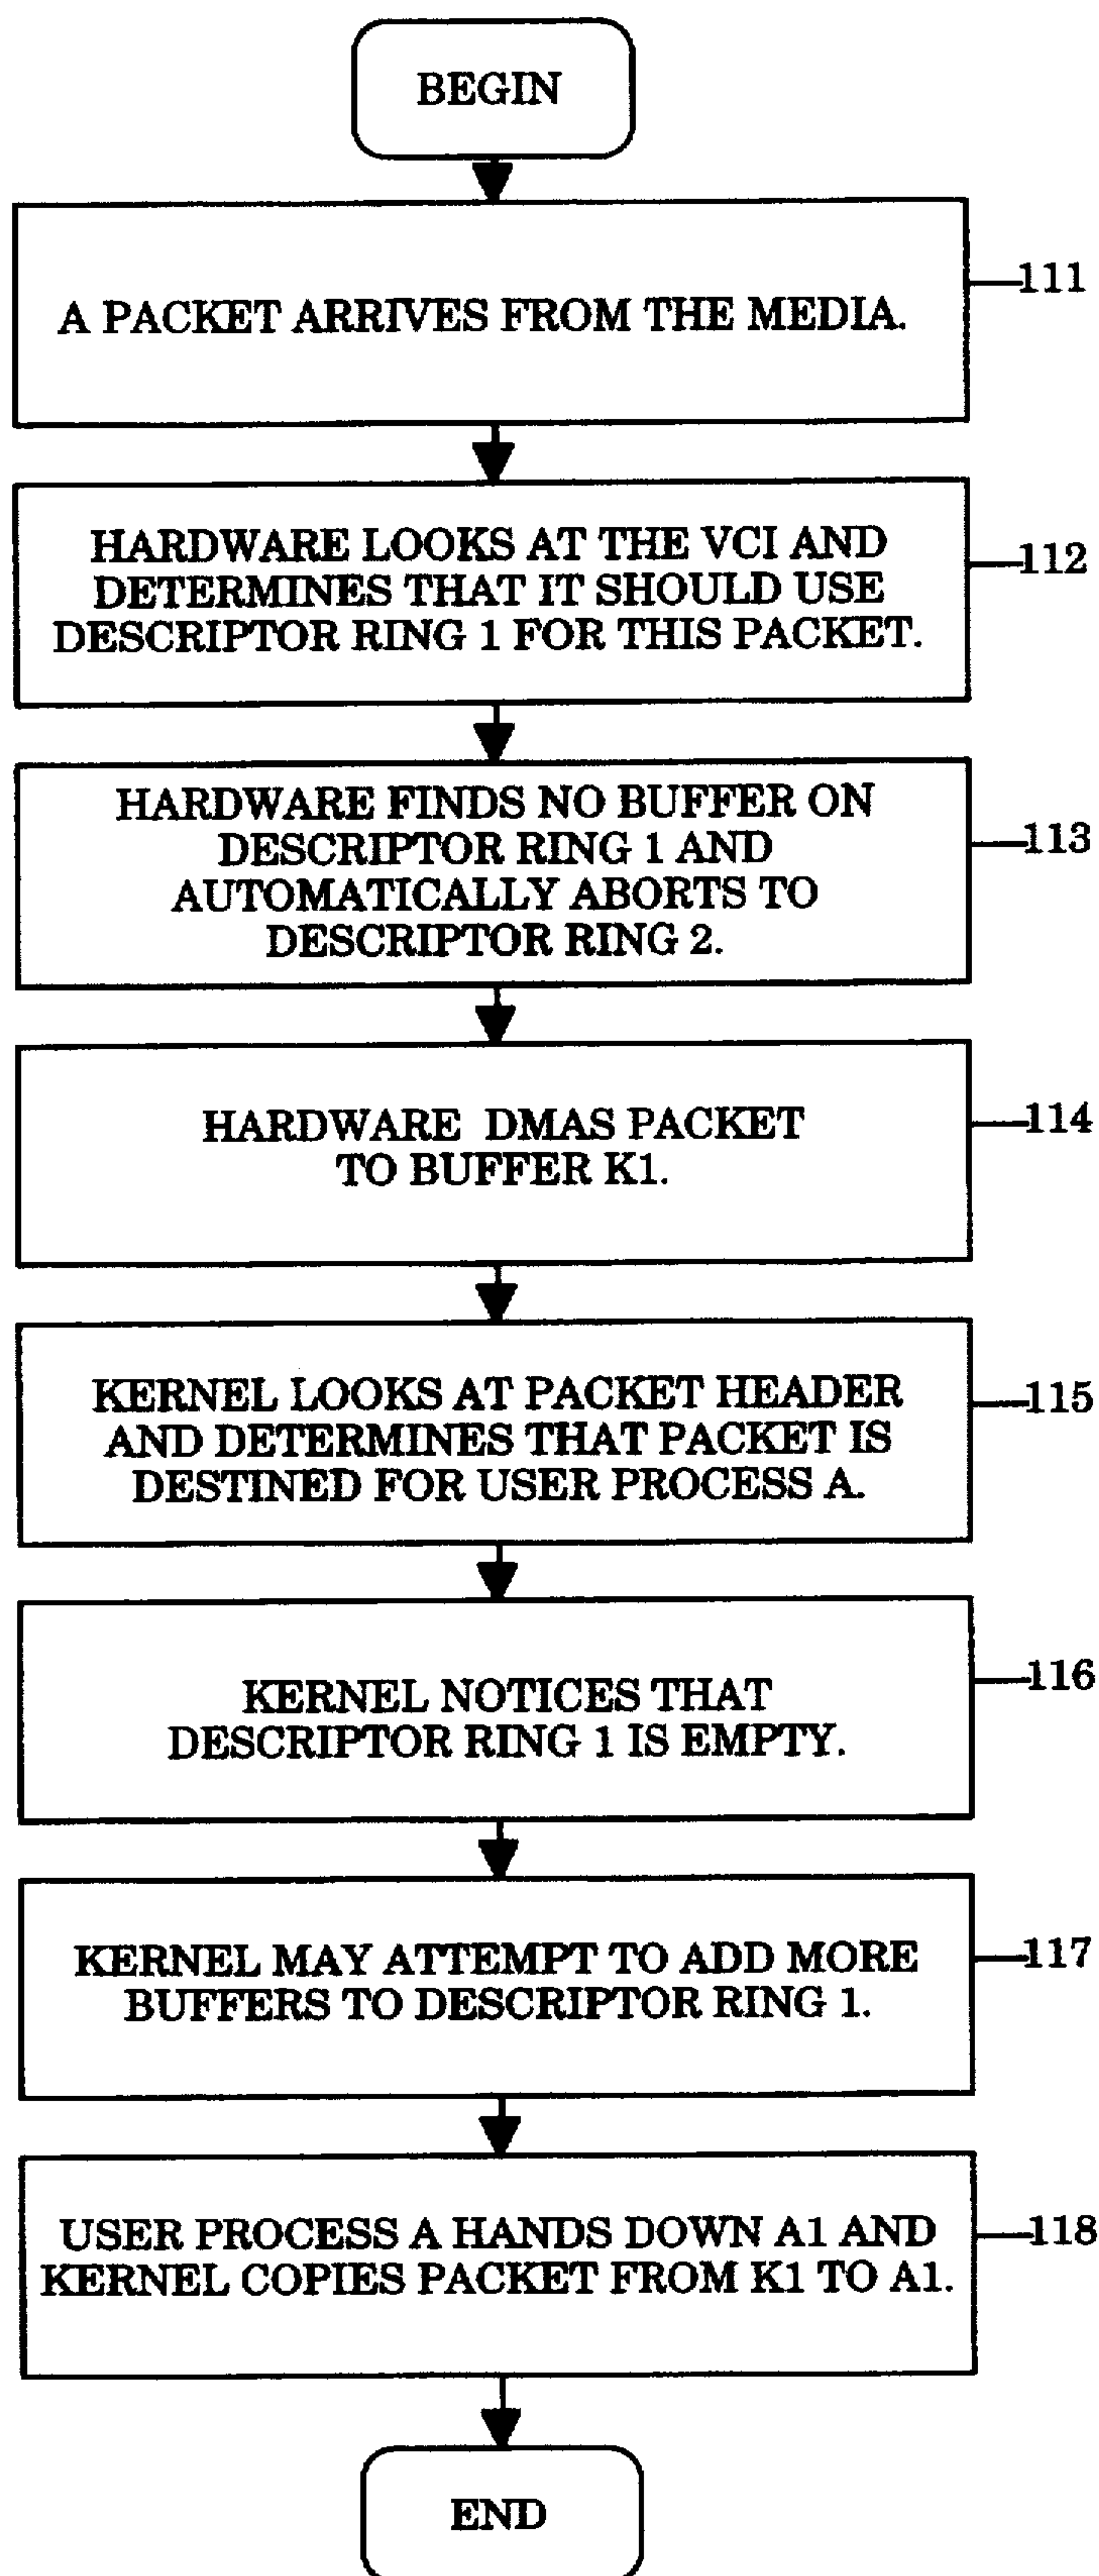 BEGIN
A PACKET ARRIVES FROM THE MEDIA.
111
HARDWARE LOOKS AT THE VCI AND
DETERMINES THAT IT SHOULD USE
DESCRIPTOR RING 1 FOR THIS PACKET.
112
HARDWARE FINDS NO BUFFER ON
DESCRIPTOR RING 1 AND
AUTOMATICALLY ABORTS TO
DESCRIPTOR RING 2.
113
HARDWARE DMAS PACKET
TO BUFFER K1.
114
KERNEL LOOKS AT PACKET HEADER
AND DETERMINES THAT PACKET IS
DESTINED FOR USER PROCESS A.
115
KERNEL NOTICES THAT
DESCRIPTOR RING 1 IS EMPTY.
116
KERNEL MAY ATTEMPT TO ADD MORE
BUFFERS TO DESCRIPTOR RING 1.
117
USER PROCESS A HANDS DOWN A1 AND
KERNEL COPIES PACKET FROM K1 TO A1.
118
END